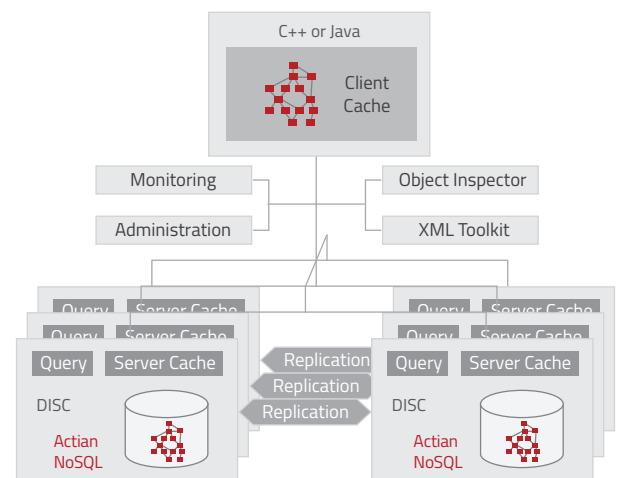 C++ or Java
Client
Cache
Monitoring
Object Inspector
Administration
XML Toolkit
Query Server Cache
Query Server Cache
Query Server Cache
Query Server Cache
Query Server Cache
Query Server Cache
Replication
Replication
Replication
DISC
Actian
NoSQL
DISC
Actian
NoSQL